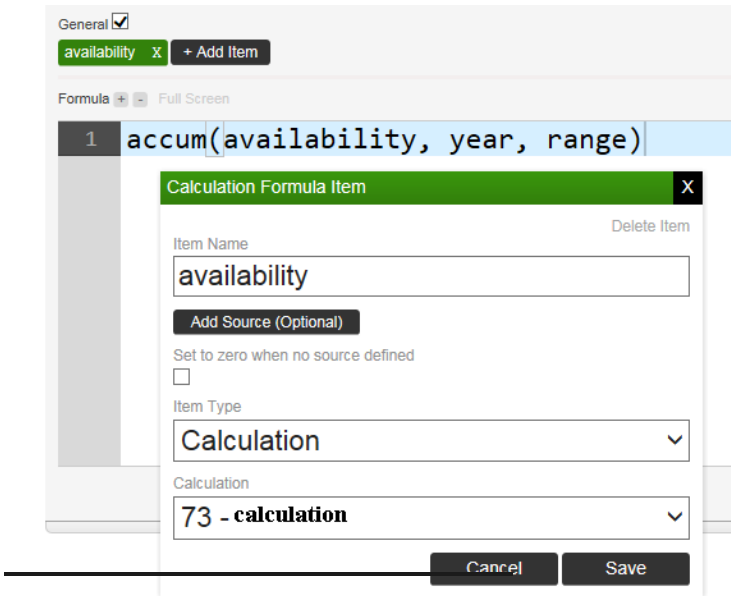 General
availability X + Add Item
Formula + - Full Screen
1 accum(availability, year, range)
Calculation Formula Item X
Delete Item
Item Name
availability
Add Source (Optional)
Set to zero when no source defined
Item Type
Calculation
Calculation
73 - calculation
Cancel Save